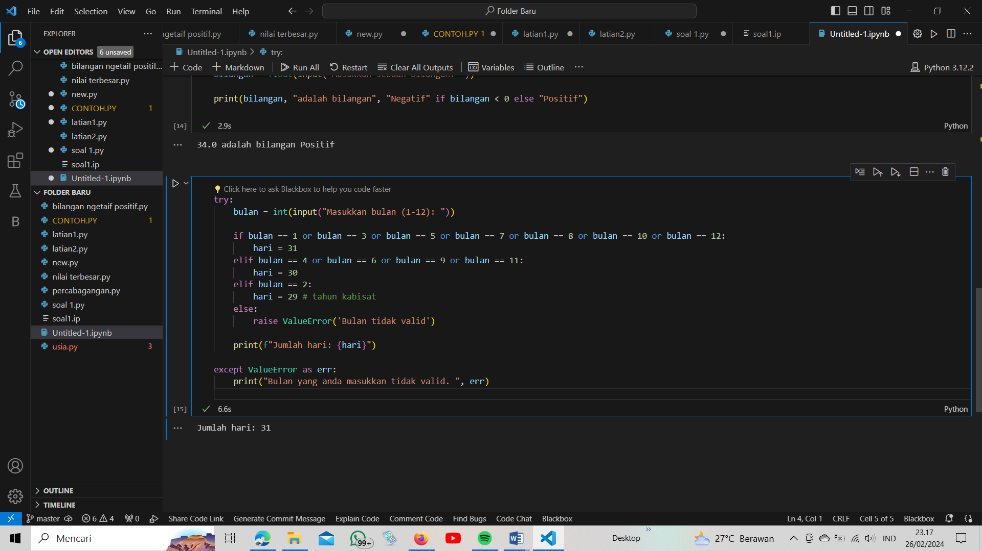 File Edit Selection View Go Run Terminal Help
Folder Baru
EXPLORER
OPEN EDITORS 6 unsaved
bilangan ngetaif positif...
nilai terbesar.py
new.py
CONTOH.PY 1
latian1.py
latian2.py
soal 1.py
soal1.ip
Untitled-1.ipynb
FOLDER BARU
bilangan ngetaif positif.py
CONTOH.PY 1
latian1.py
latian2.py
new.py
nilai terbesar.py
percabagangan.py
soal 1.py
soal1.ip
Untitled-1.ipynb
usia.py 3
OUTLINE
TIMELINE
ngetaif positif.py nilai terbesar.py new.py CONTOH.PY 1 latian1.py latian2.py soal 1.py soal1.ip Untitled-1.ipynb
Untitled-1.ipynb > try:
+ Code + Markdown Run All Restart Clear All Outputs Variables Outline ... Python 3.12.2
print(bilangan, "adalah bilangan", "Negatif" if bilangan < 0 else "Positif")
[14] 2.9s Python
34.0 adalah bilangan Positif
Click here to ask Blackbox to help you code faster
try:
bulan = int(input("Masukkan bulan (1-12): "))
if bulan == 1 or bulan == 3 or bulan == 5 or bulan == 7 or bulan == 8 or bulan == 10 or bulan == 12:
hari = 31
elif bulan == 4 or bulan == 6 or bulan == 9 or bulan == 11:
hari = 30
elif bulan == 2:
hari = 29 # tahun kabisat
else:
raise ValueError('Bulan tidak valid')
print(f"Jumlah hari: {hari}")
except ValueError as err:
print("Bulan yang anda masukkan tidak valid. ", err)
[15] 6.6s Python
Jumlah hari: 31
master 6 4 0 Share Code Link Generate Commit Message Explain Code Comment Code Find Bugs Code Chat Blackbox Ln 4, Col 1 CRLF Cell 5 of 5 Blackbox
Mencari 99+ Desktop 27°C Berawan IND 23.17
26/02/2024